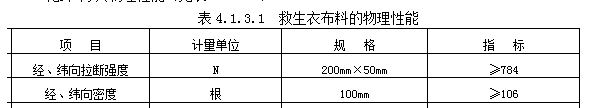 表 4.1.3.1 救生衣布料的物理性能
项 目 计量单位 规 格 指 标
经、纬向拉断强度 N 200mm×50mm ≥784
经、纬向密度 根 100mm ≥106